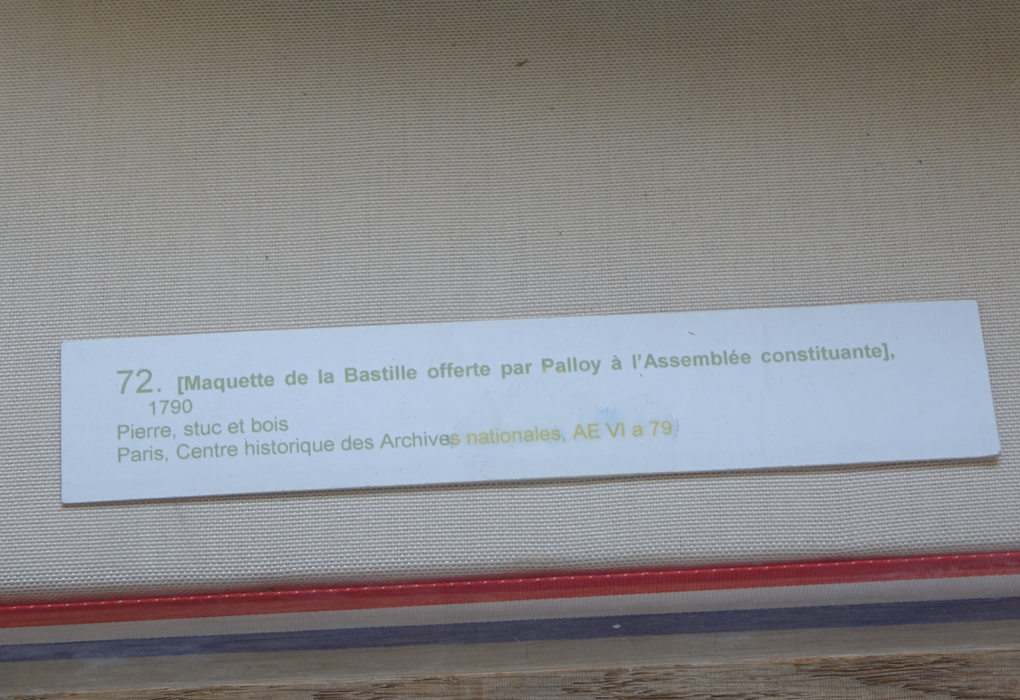 72. [Maquette de la Bastille offerte par Palloy à l'Assemblée constituante],
1790
Pierre, stuc et bois
Paris, Centre historique des Archives nationales, AE VI a 79